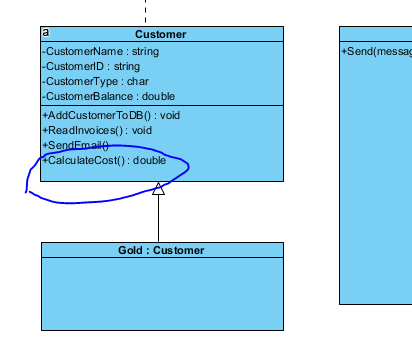 a
Customer
-CustomerName : string
-CustomerID : string
-CustomerType : char
-CustomerBalance : double
+AddCustomerToDB() : void
+ReadInvoices() : void
+SendEmail()
+CalculateCost() : double
Gold : Customer
+Send(messag